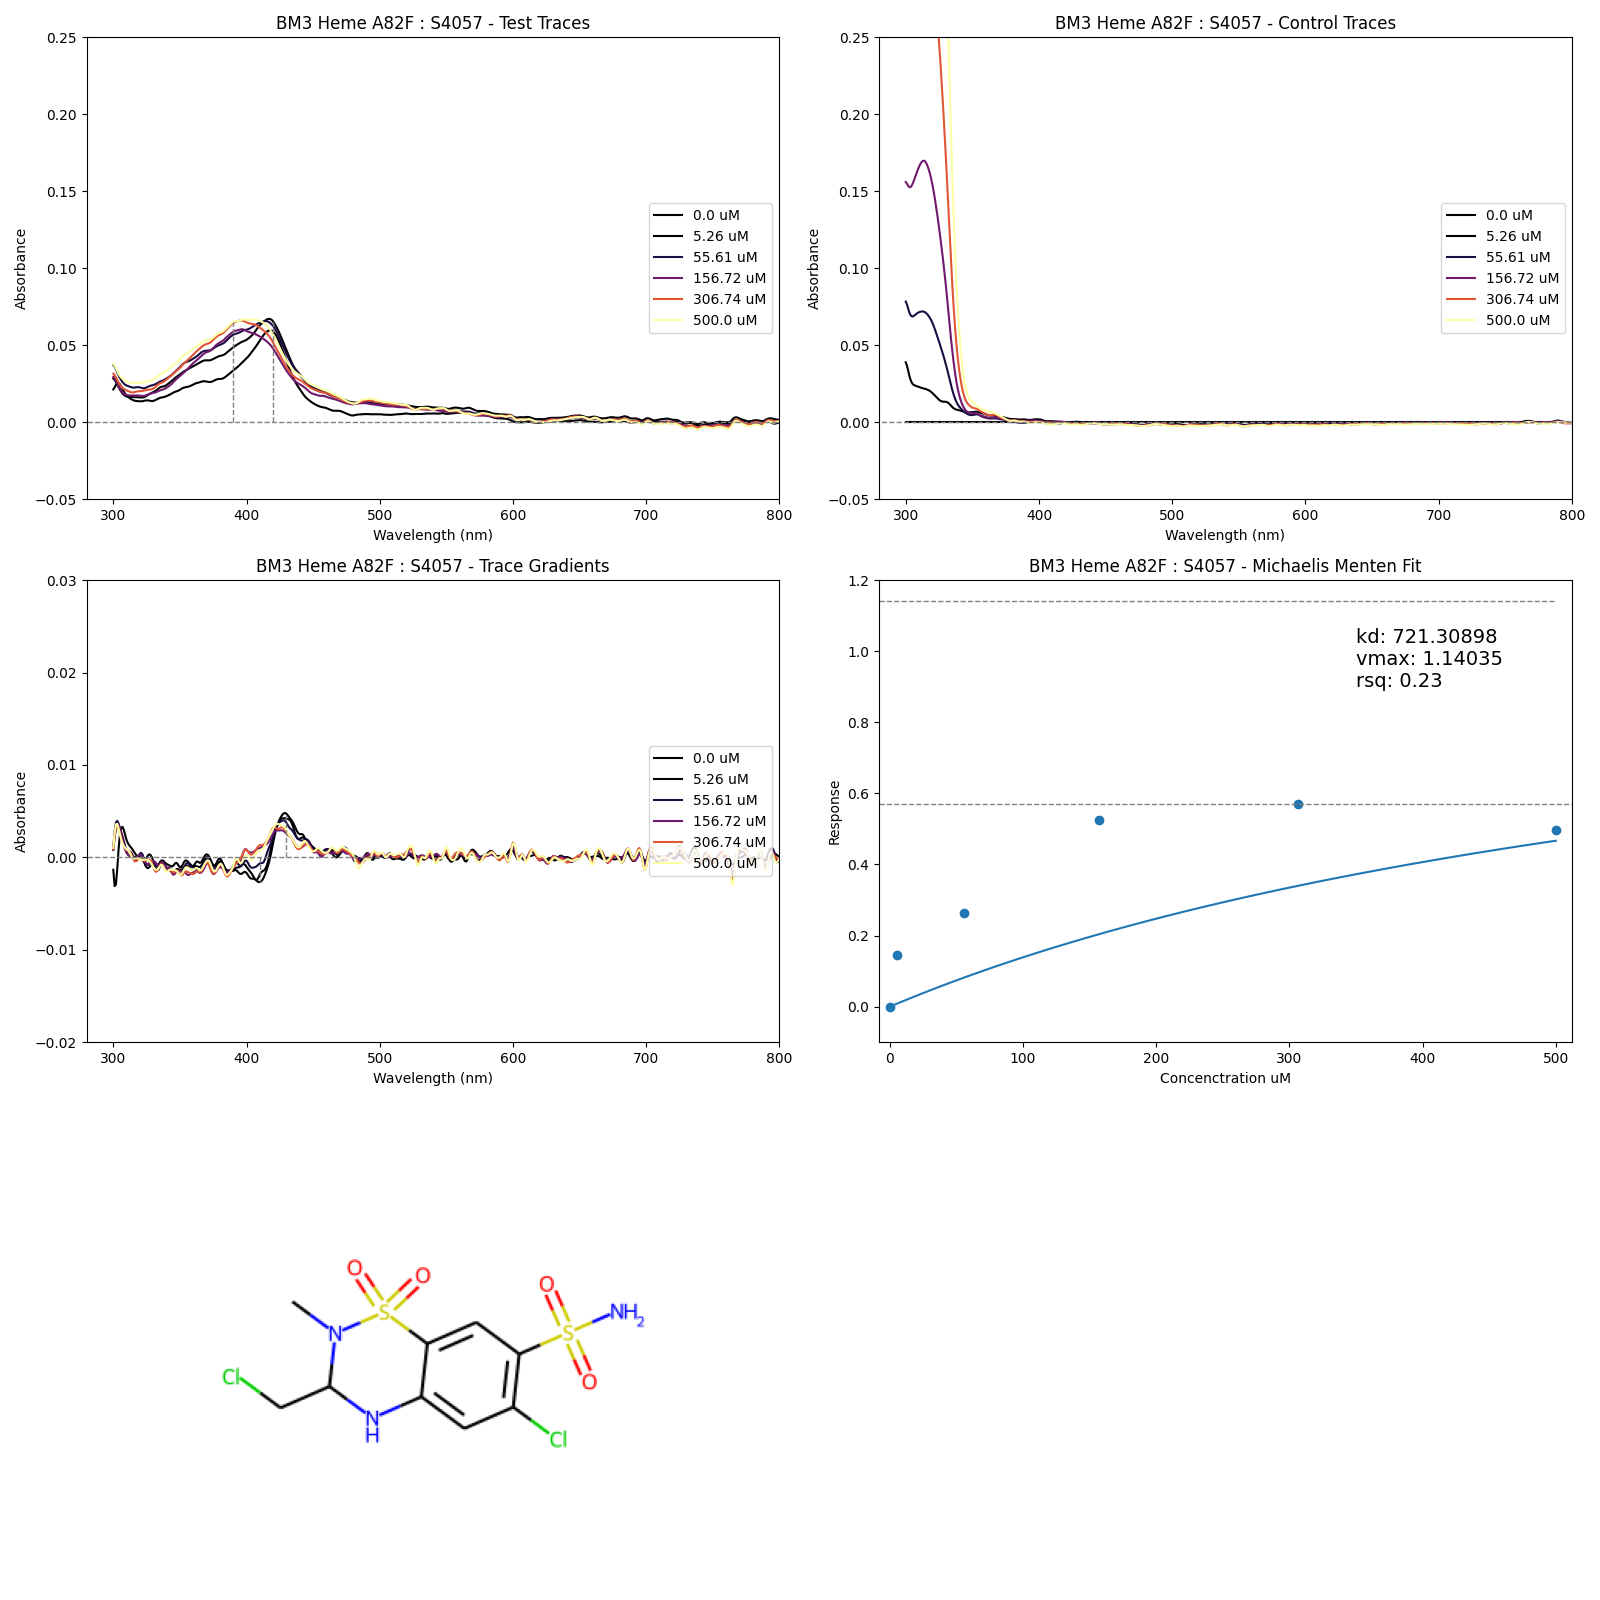 BM3 Heme A82F : S4057 - Test Traces
Absorbance
0.25
0.20
0.15
0.10
0.05
0.00
−0.05
300
400
500
600
700
800
Wavelength (nm)
0.0 uM
5.26 uM
55.61 uM
156.72 uM
306.74 uM
500.0 uM
BM3 Heme A82F : S4057 - Control Traces
Absorbance
0.25
0.20
0.15
0.10
0.05
0.00
−0.05
300
400
500
600
700
800
Wavelength (nm)
0.0 uM
5.26 uM
55.61 uM
156.72 uM
306.74 uM
500.0 uM
BM3 Heme A82F : S4057 - Trace Gradients
Absorbance
0.03
0.02
0.01
0.00
−0.01
−0.02
300
400
500
600
700
800
Wavelength (nm)
0.0 uM
5.26 uM
55.61 uM
156.72 uM
306.74 uM
500.0 uM
BM3 Heme A82F : S4057 - Michaelis Menten Fit
Response
1.2
1.0
0.8
0.6
0.4
0.2
0.0
0
100
200
300
400
500
Concenctration uM
kd: 721.30898
vmax: 1.14035
rsq: 0.23
O
O
S
N
Cl
N
H
O
S
NH2
O
Cl